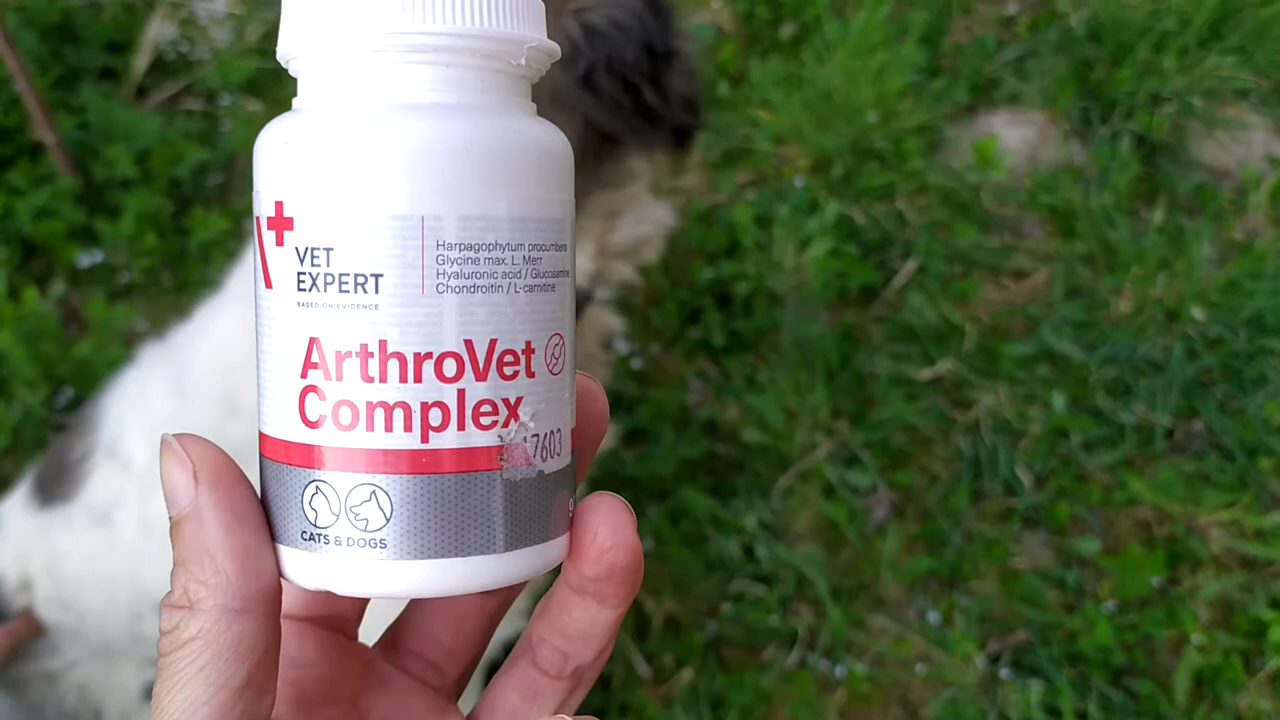 VET
EXPERT
BASED ON EVIDENCE
Harpagophytum procumbens
Glycine max. L. Merr
Hyaluronic acid / Glucosamine
Chondroitin / L-carnitine
ArthroVet
Complex
7603
CATS & DOGS